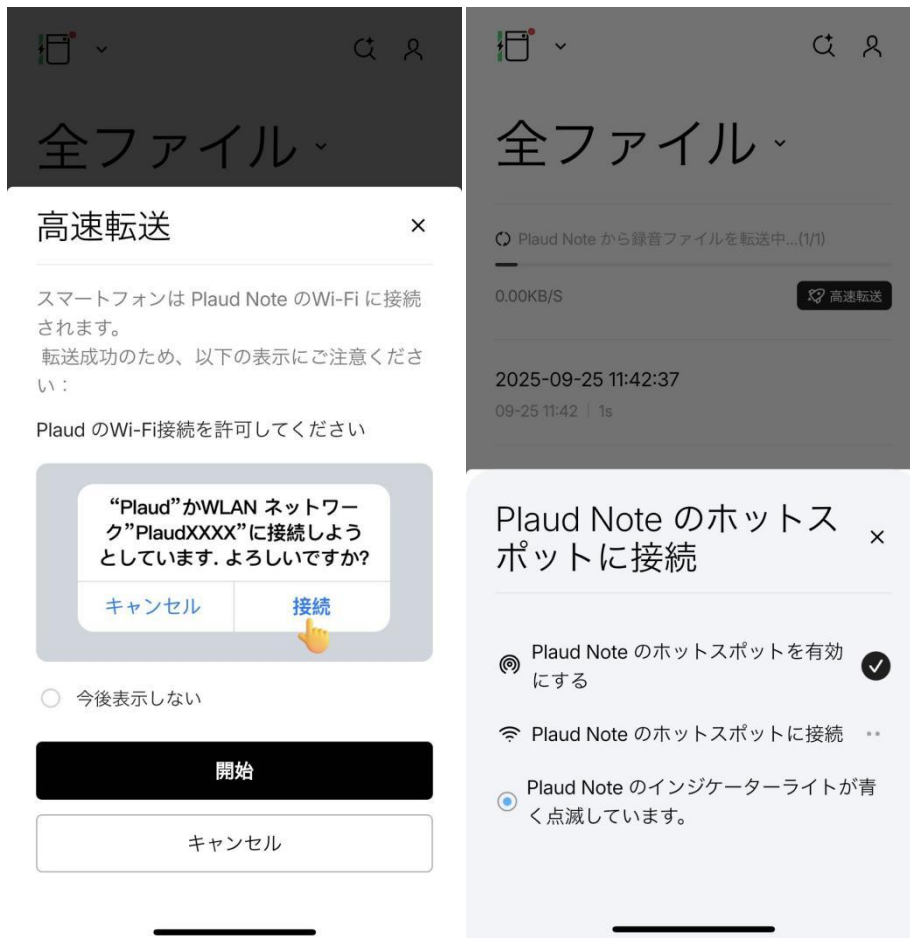 全ファイル
高速転送
スマートフォンは Plaud Note のWi-Fi に接続
されます。
転送成功のため、以下の表示にご注意くださ
い：
Plaud のWi-Fi接続を許可してください
“Plaud”かWLAN ネットワー
ク”PlaudXXXX”に接続しよう
としています. よろしいですか?
キャンセル
接続
今後表示しない
開始
キャンセル
全ファイル
Plaud Note から録音ファイルを転送中...(1/1)
0.00KB/S
高速転送
2025-09-25 11:42:37
09-25 11:42 | 1s
Plaud Note のホットス
ポットに接続
Plaud Note のホットスポットを有効
にする
Plaud Note のホットスポットに接続
Plaud Note のインジケーターライトが青
く点滅しています。